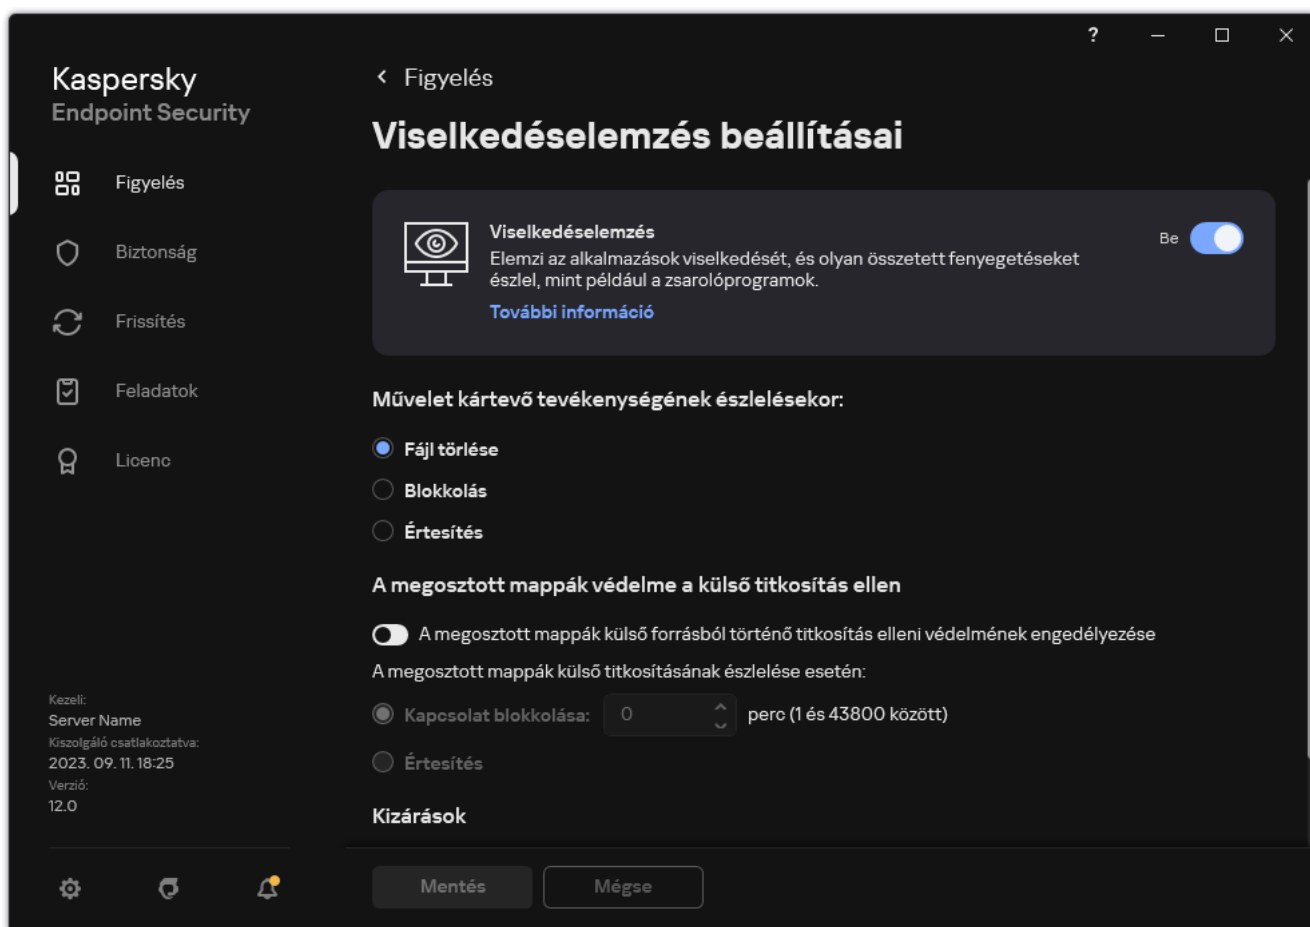 ?
Kaspersky
Endpoint Security
Figyelés
Biztonság
Frissítés
Feladatok
Licenc
Kezeli:
Server Name
Kiszolgáló csatlakoztatva:
2023. 09. 11. 18:25
Verzió:
12.0
Figyelés
Viselkedéselemzés beállításai
Viselkedéselemzés
Be
Elemzi az alkalmazások viselkedését, és olyan összetett fenyegetéseket
észlel, mint például a zsarolóprogramok.
További információ
Művelet kártevő tevékenységének észlelésekor:
Fájl törlése
Blokkolás
Értesítés
A megosztott mappák védelme a külső titkosítás ellen
A megosztott mappák külső forrásból történő titkosítás elleni védelmének engedélyezése
A megosztott mappák külső titkosításának észlelése esetén:
Kapcsolat blokkolása: 0 perc (1 és 43800 között)
Értesítés
Kizárások
Mentés
Mégse